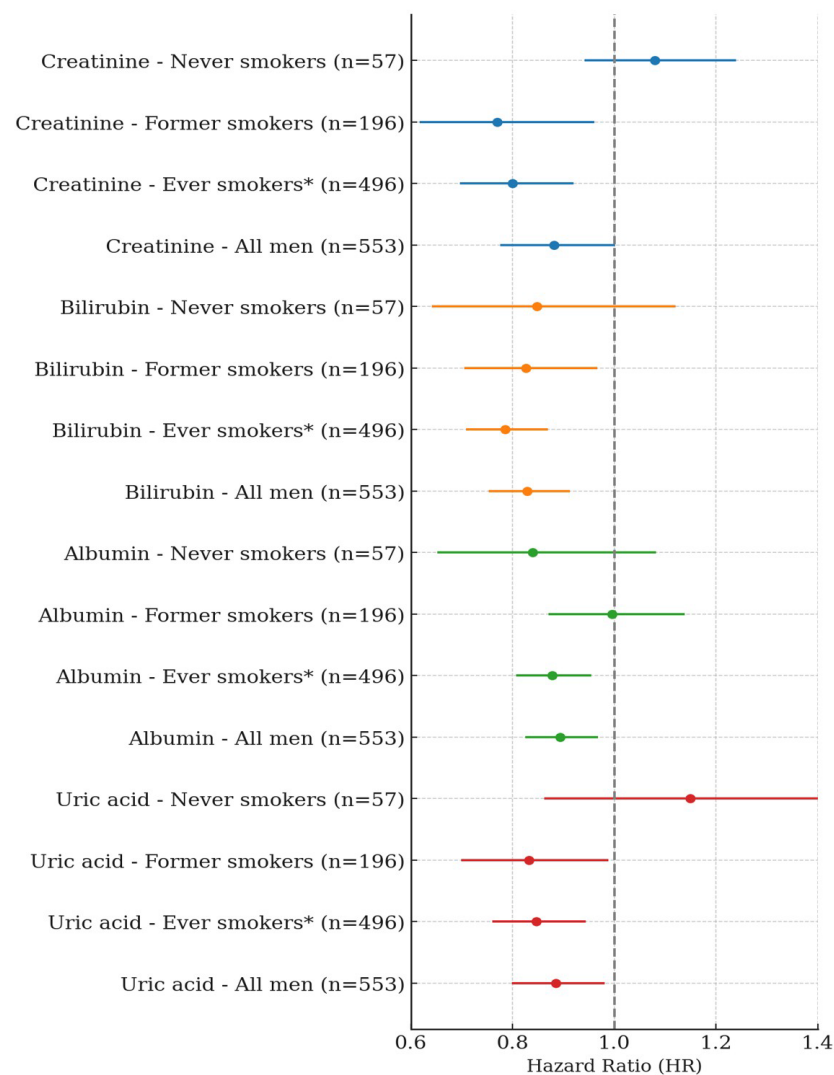 Creatinine - Never smokers (n=57)
Creatinine - Former smokers (n=196)
Creatinine - Ever smokers* (n=496)
Creatinine - All men (n=553)
Bilirubin - Never smokers (n=57)
Bilirubin - Former smokers (n=196)
Bilirubin - Ever smokers* (n=496)
Bilirubin - All men (n=553)
Albumin - Never smokers (n=57)
Albumin - Former smokers (n=196)
Albumin - Ever smokers* (n=496)
Albumin - All men (n=553)
Uric acid - Never smokers (n=57)
Uric acid - Former smokers (n=196)
Uric acid - Ever smokers* (n=496)
Uric acid - All men (n=553)
0.6 0.8 1.0 1.2 1.4
Hazard Ratio (HR)